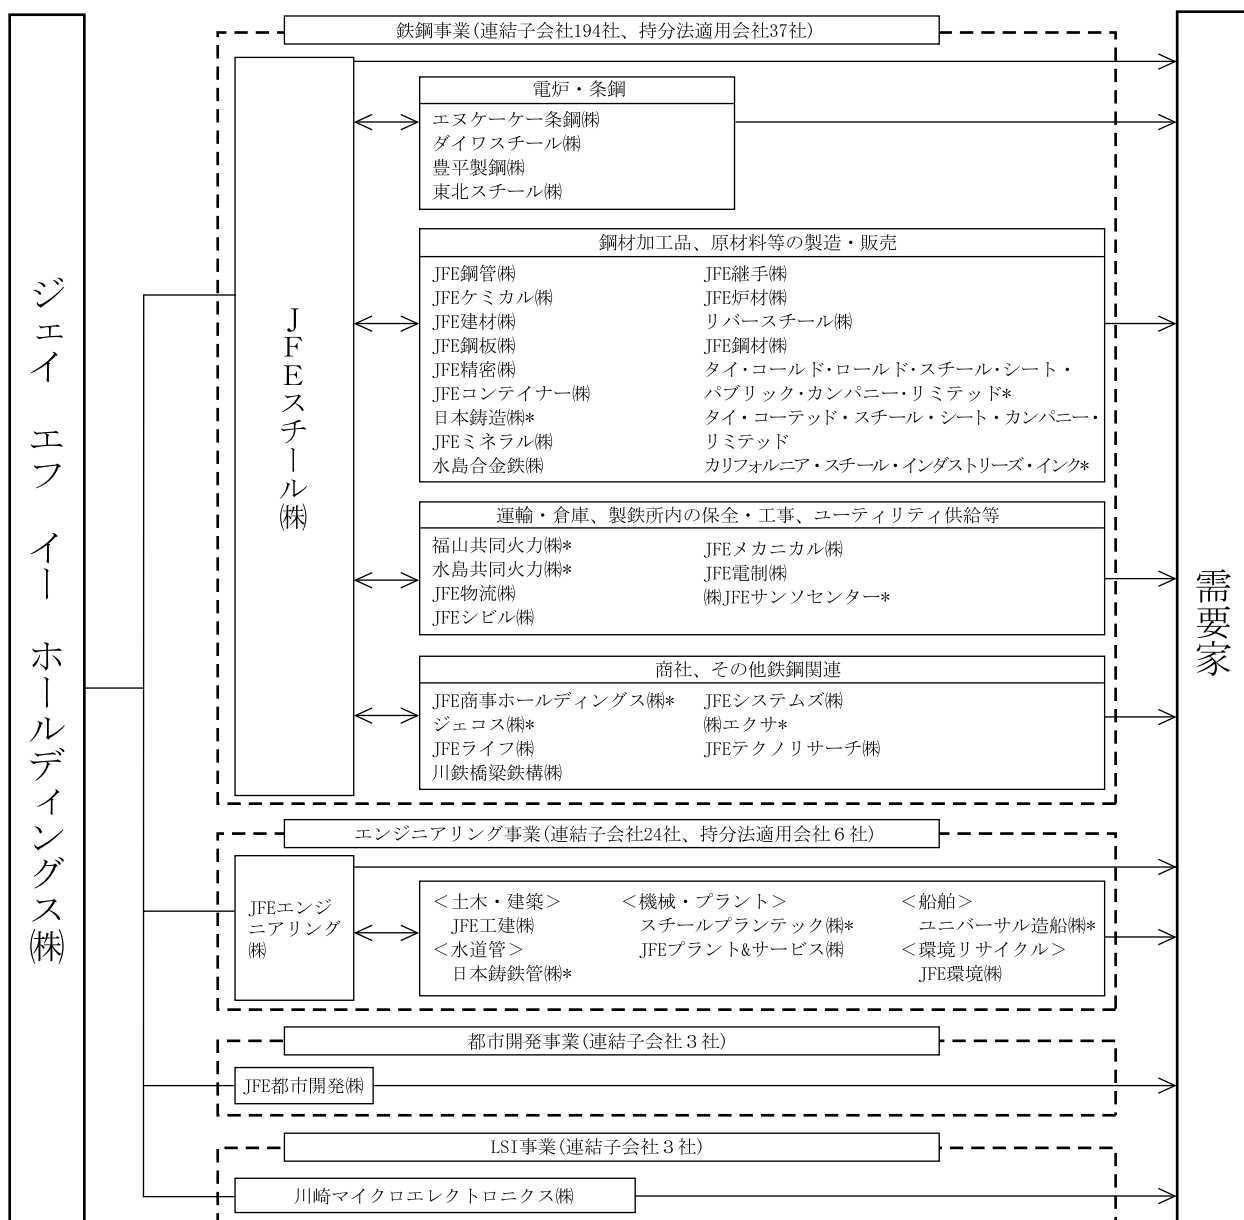 ジェイ エフ イー ホールディングス㈱
鉄鋼事業(連結子会社194社、持分法適用会社37社)
JFEスチール㈱
電炉・条鋼
エヌケーケー条鋼㈱
ダイワスチール㈱
豊平製鋼㈱
東北スチール㈱
鋼材加工品、原材料等の製造・販売
JFE鋼管㈱
JFEケミカル㈱
JFE建材㈱
JFE鋼板㈱
JFE精密㈱
JFEコンテイナー㈱
日本鋳造㈱*
JFEミネラル㈱
水島合金鉄㈱
JFE継手㈱
JFE炉材㈱
リバースチール㈱
JFE鋼材㈱
タイ・コールド・ロールド・スチール・シート・
パブリック・カンパニー・リミテッド*
タイ・コーテッド・スチール・シート・カンパニー・
リミテッド
カリフォルニア・スチール・インダストリーズ・インク*
運輸・倉庫、製鉄所内の保全・工事、ユーティリティ供給等
福山共同火力㈱*
水島共同火力㈱*
JFE物流㈱
JFEシビル㈱
JFEメカニカル㈱
JFE電制㈱
㈱JFEサンソセンター*
商社、その他鉄鋼関連
JFE商事ホールディングス㈱*
ジェコス㈱*
JFEライフ㈱
川鉄橋梁鉄構㈱
JFEシステムズ㈱
㈱エクサ*
JFEテクノリサーチ㈱
エンジニアリング事業(連結子会社24社、持分法適用会社6社)
JFEエンジ
ニアリング
㈱
＜土木・建築＞
JFE工建㈱
＜水道管＞
日本鋳鉄管㈱*
＜機械・プラント＞
スチールプランテック㈱*
JFEプラント&サービス㈱
＜船舶＞
ユニバーサル造船㈱*
＜環境リサイクル＞
JFE環境㈱
都市開発事業(連結子会社3社)
JFE都市開発㈱
LSI事業(連結子会社3社)
川崎マイクロエレクトロニクス㈱
需要家